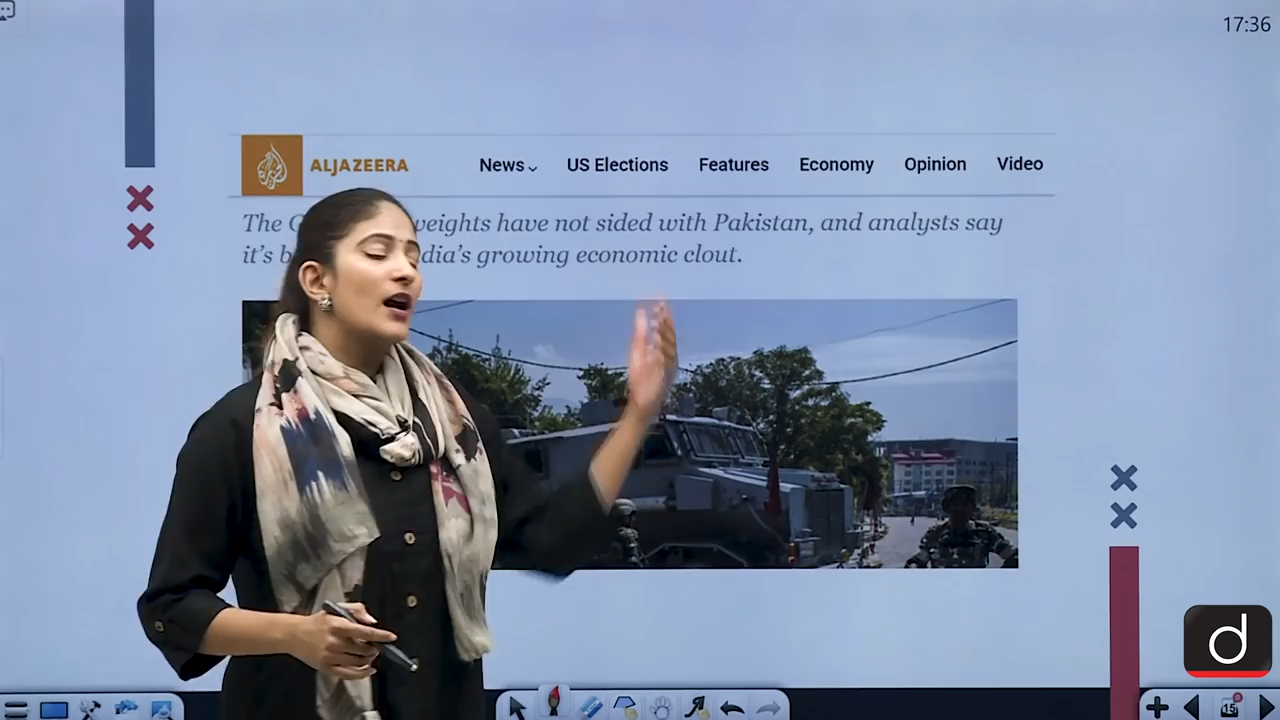 17:36
ALJAZEERA
News US Elections Features Economy Opinion Video
The weights have not sided with Pakistan, and analysts say
it's dia's growing economic clout.
d
15